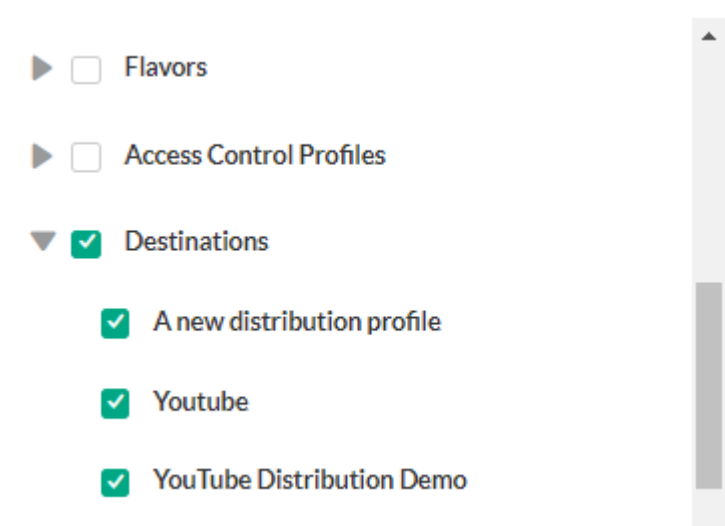 Flavors
Access Control Profiles
Destinations
A new distribution profile
Youtube
YouTube Distribution Demo